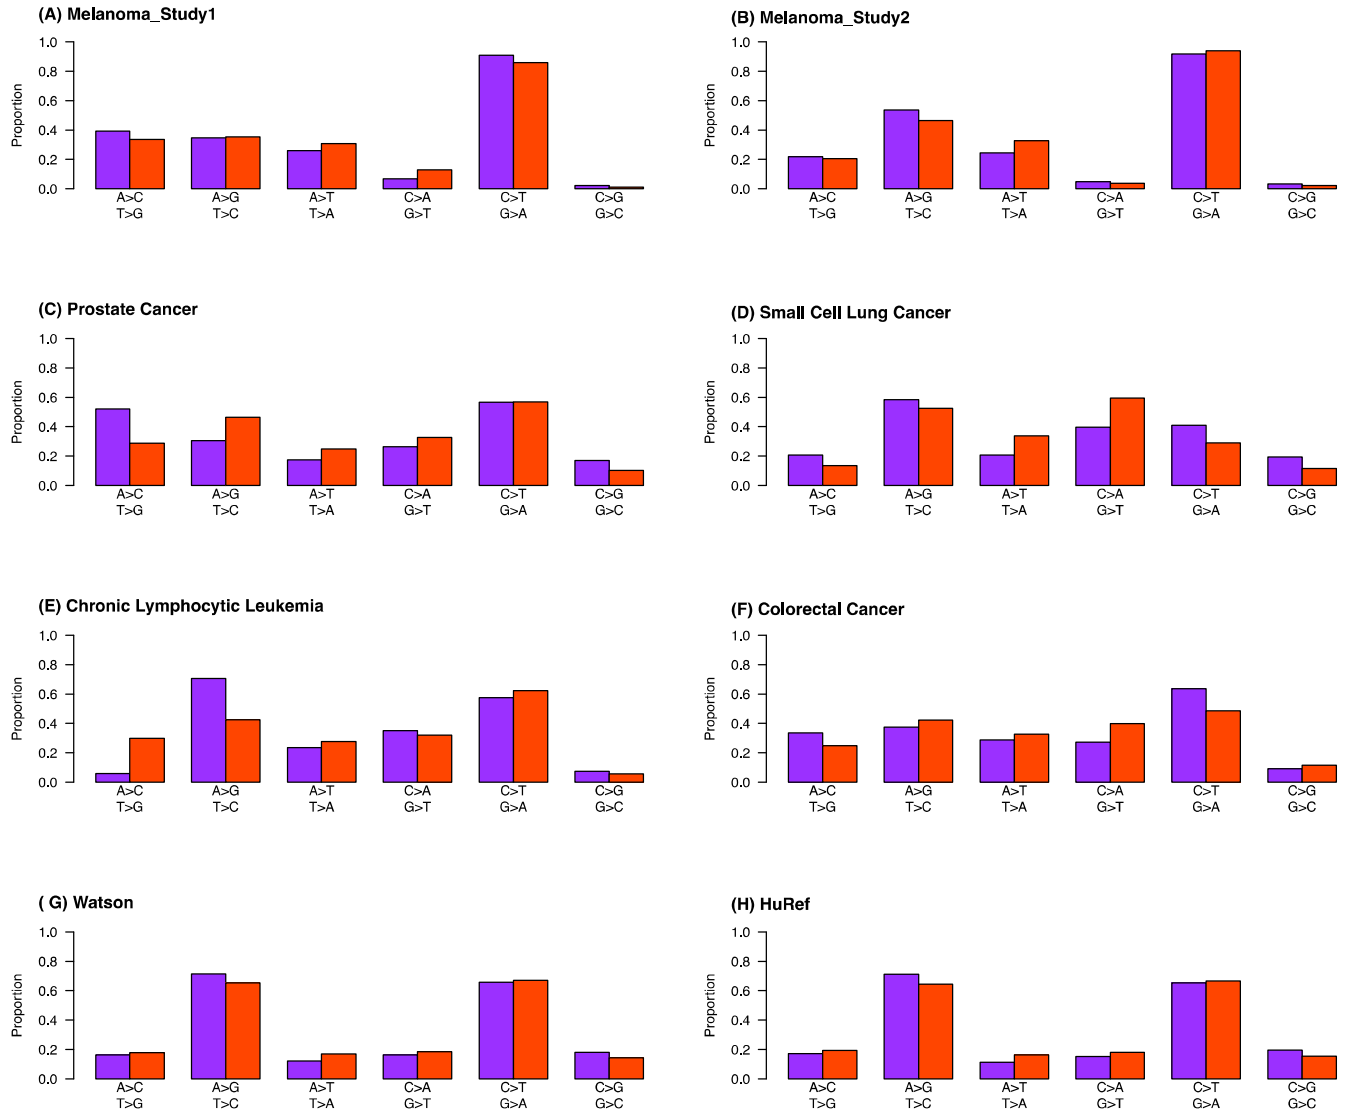 (A) Melanoma_Study1
1.0
0.8
0.6
0.4
0.2
0.0
Proportion
A>C A>G A>T C>A C>T C>G
T>G T>C T>A G>T G>A G>C
(B) Melanoma_Study2
1.0
0.8
0.6
0.4
0.2
0.0
Proportion
A>C A>G A>T C>A C>T C>G
T>G T>C T>A G>T G>A G>C
(C) Prostate Cancer
1.0
0.8
0.6
0.4
0.2
0.0
Proportion
A>C A>G A>T C>A C>T C>G
T>G T>C T>A G>T G>A G>C
(D) Small Cell Lung Cancer
1.0
0.8
0.6
0.4
0.2
0.0
Proportion
A>C A>G A>T C>A C>T C>G
T>G T>C T>A G>T G>A G>C
(E) Chronic Lymphocytic Leukemia
1.0
0.8
0.6
0.4
0.2
0.0
Proportion
A>C A>G A>T C>A C>T C>G
T>G T>C T>A G>T G>A G>C
(F) Colorectal Cancer
1.0
0.8
0.6
0.4
0.2
0.0
Proportion
A>C A>G A>T C>A C>T C>G
T>G T>C T>A G>T G>A G>C
( G) Watson
1.0
0.8
0.6
0.4
0.2
0.0
Proportion
A>C A>G A>T C>A C>T C>G
T>G T>C T>A G>T G>A G>C
(H) HuRef
1.0
0.8
0.6
0.4
0.2
0.0
Proportion
A>C A>G A>T C>A C>T C>G
T>G T>C T>A G>T G>A G>C